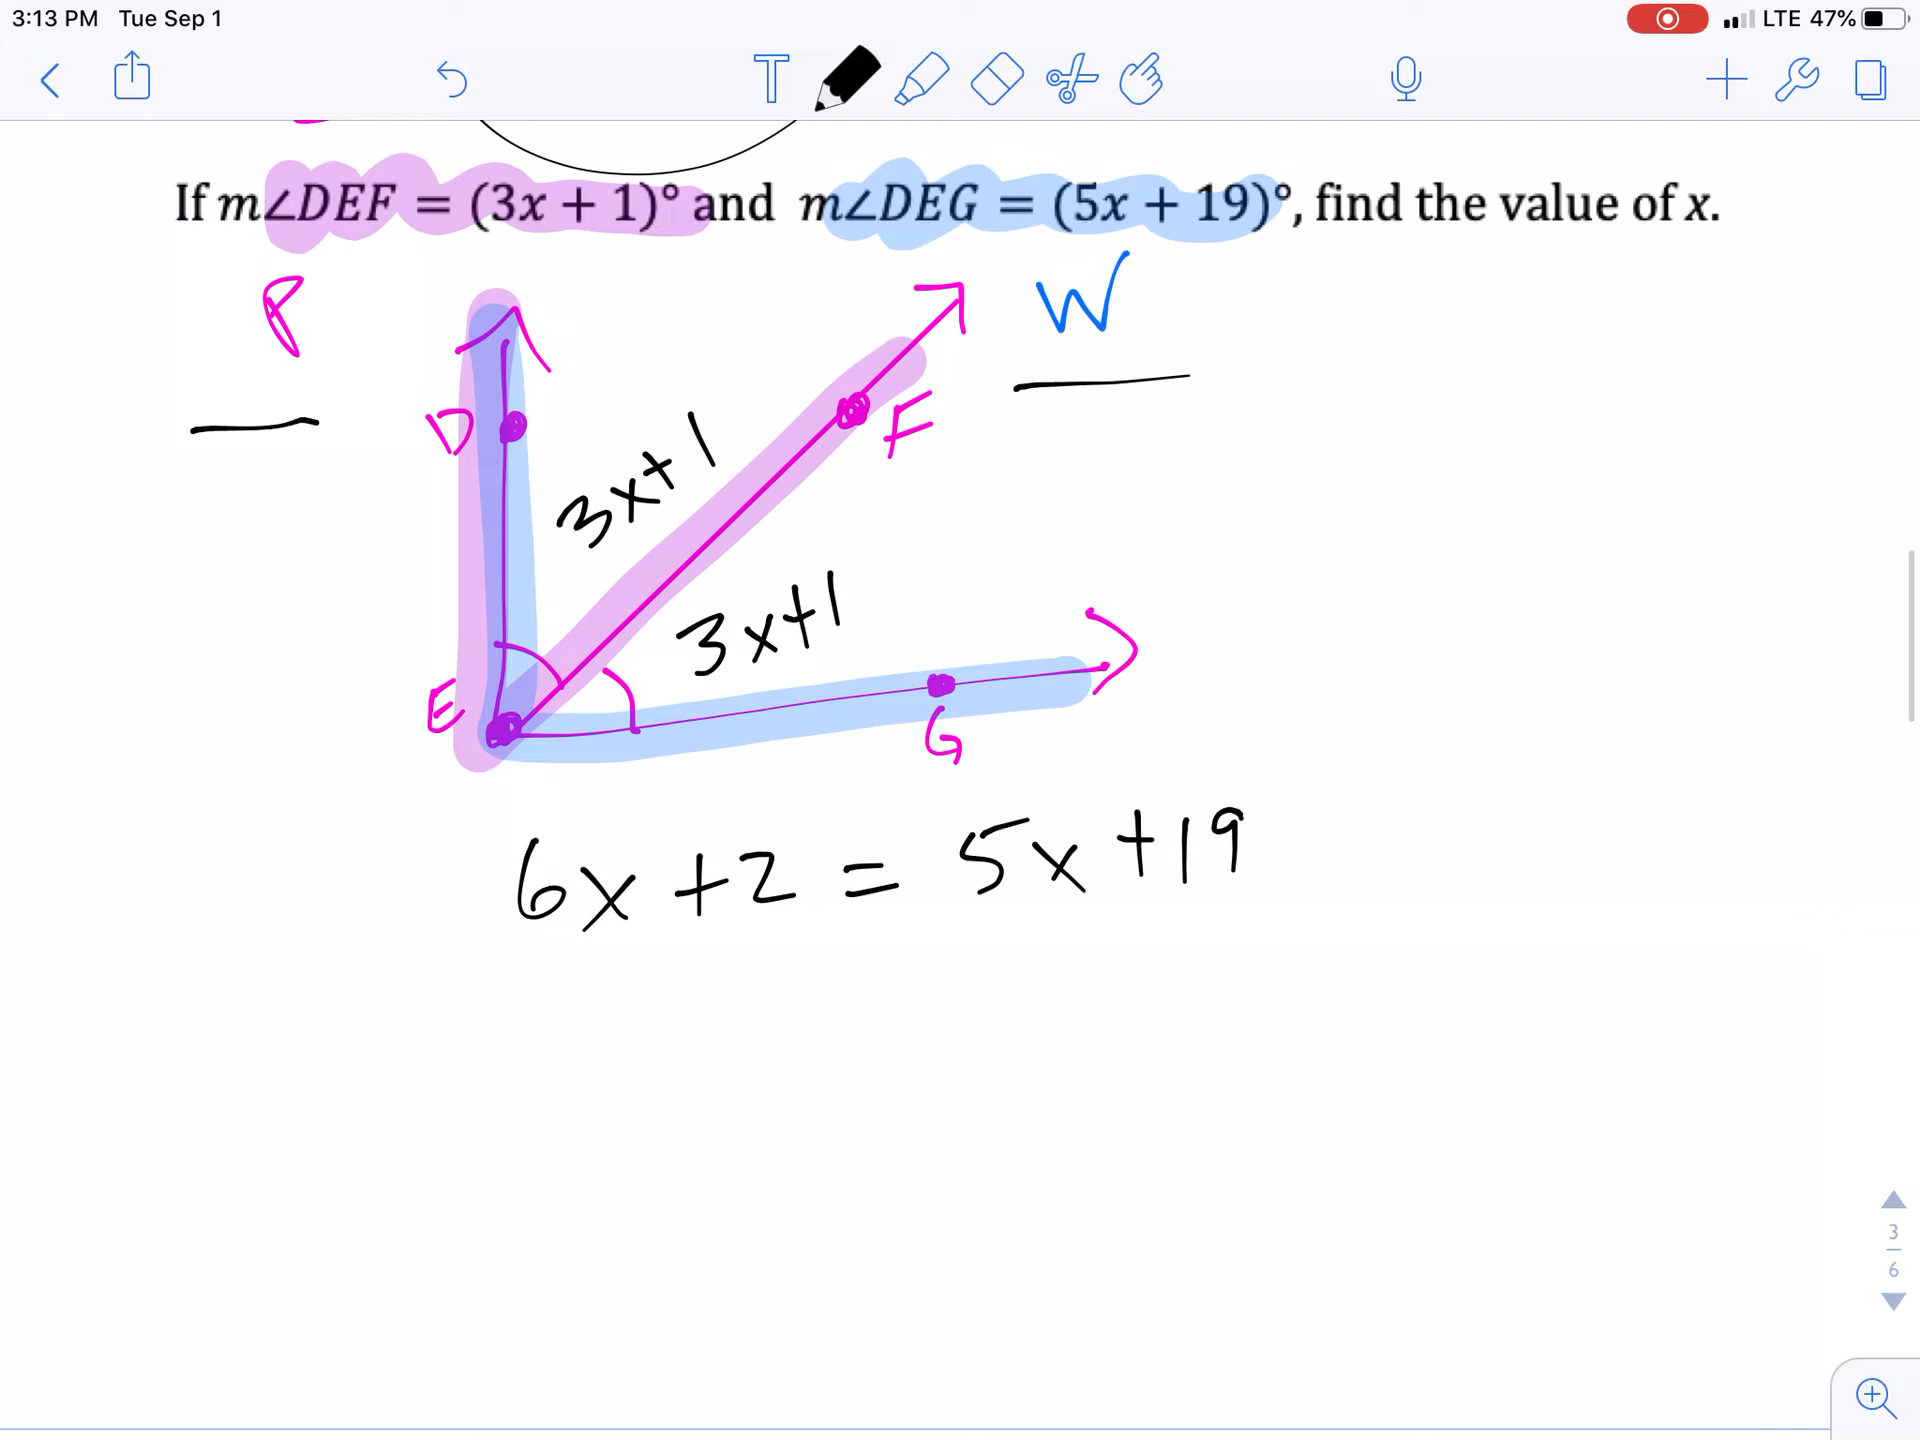 3:13 PM Tue Sep 1
LTE 47%
T
If m∠DEF = (3x + 1)° and m∠DEG = (5x + 19)°, find the value of x.
P
W
D
F
3x+1
3x+1
E
G
6x +2 = 5x +19
3
6